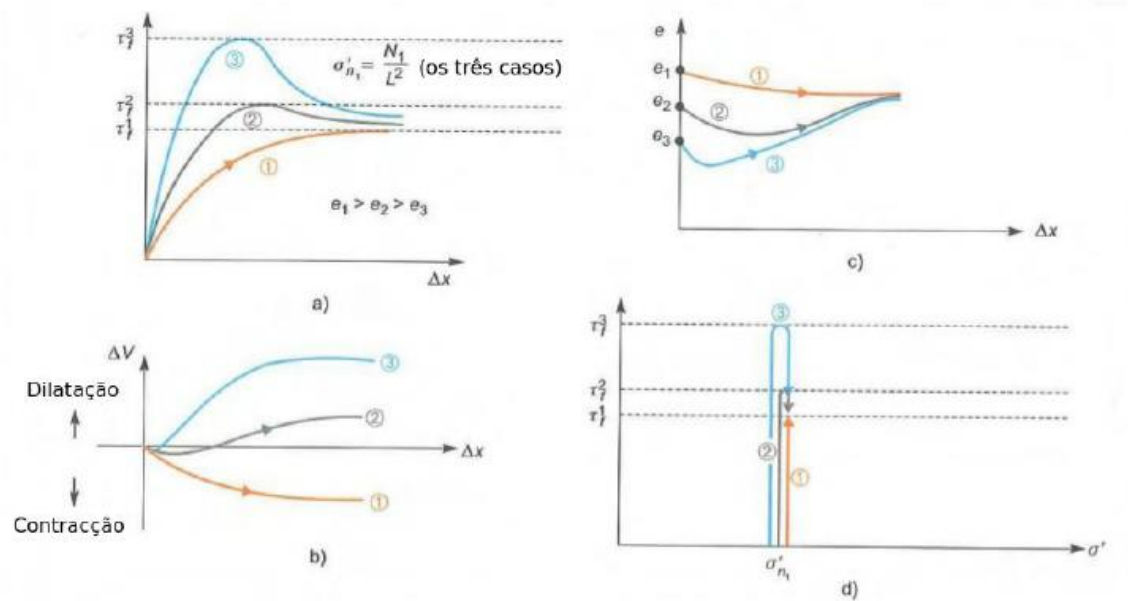 τ_f^3
③
σ'_{n_1} = N_1 / L^2 (os três casos)
τ_f^2
②
τ_f^1
①
e_1 > e_2 > e_3
Δx
a)
ΔV
③
Dilatação
②
Δx
Contracção
①
b)
e
e_1
①
e_2
②
e_3
③
Δx
c)
③
τ_f^3
τ_f^2
τ_f^1
②
①
σ'_{n_1}
σ'
d)